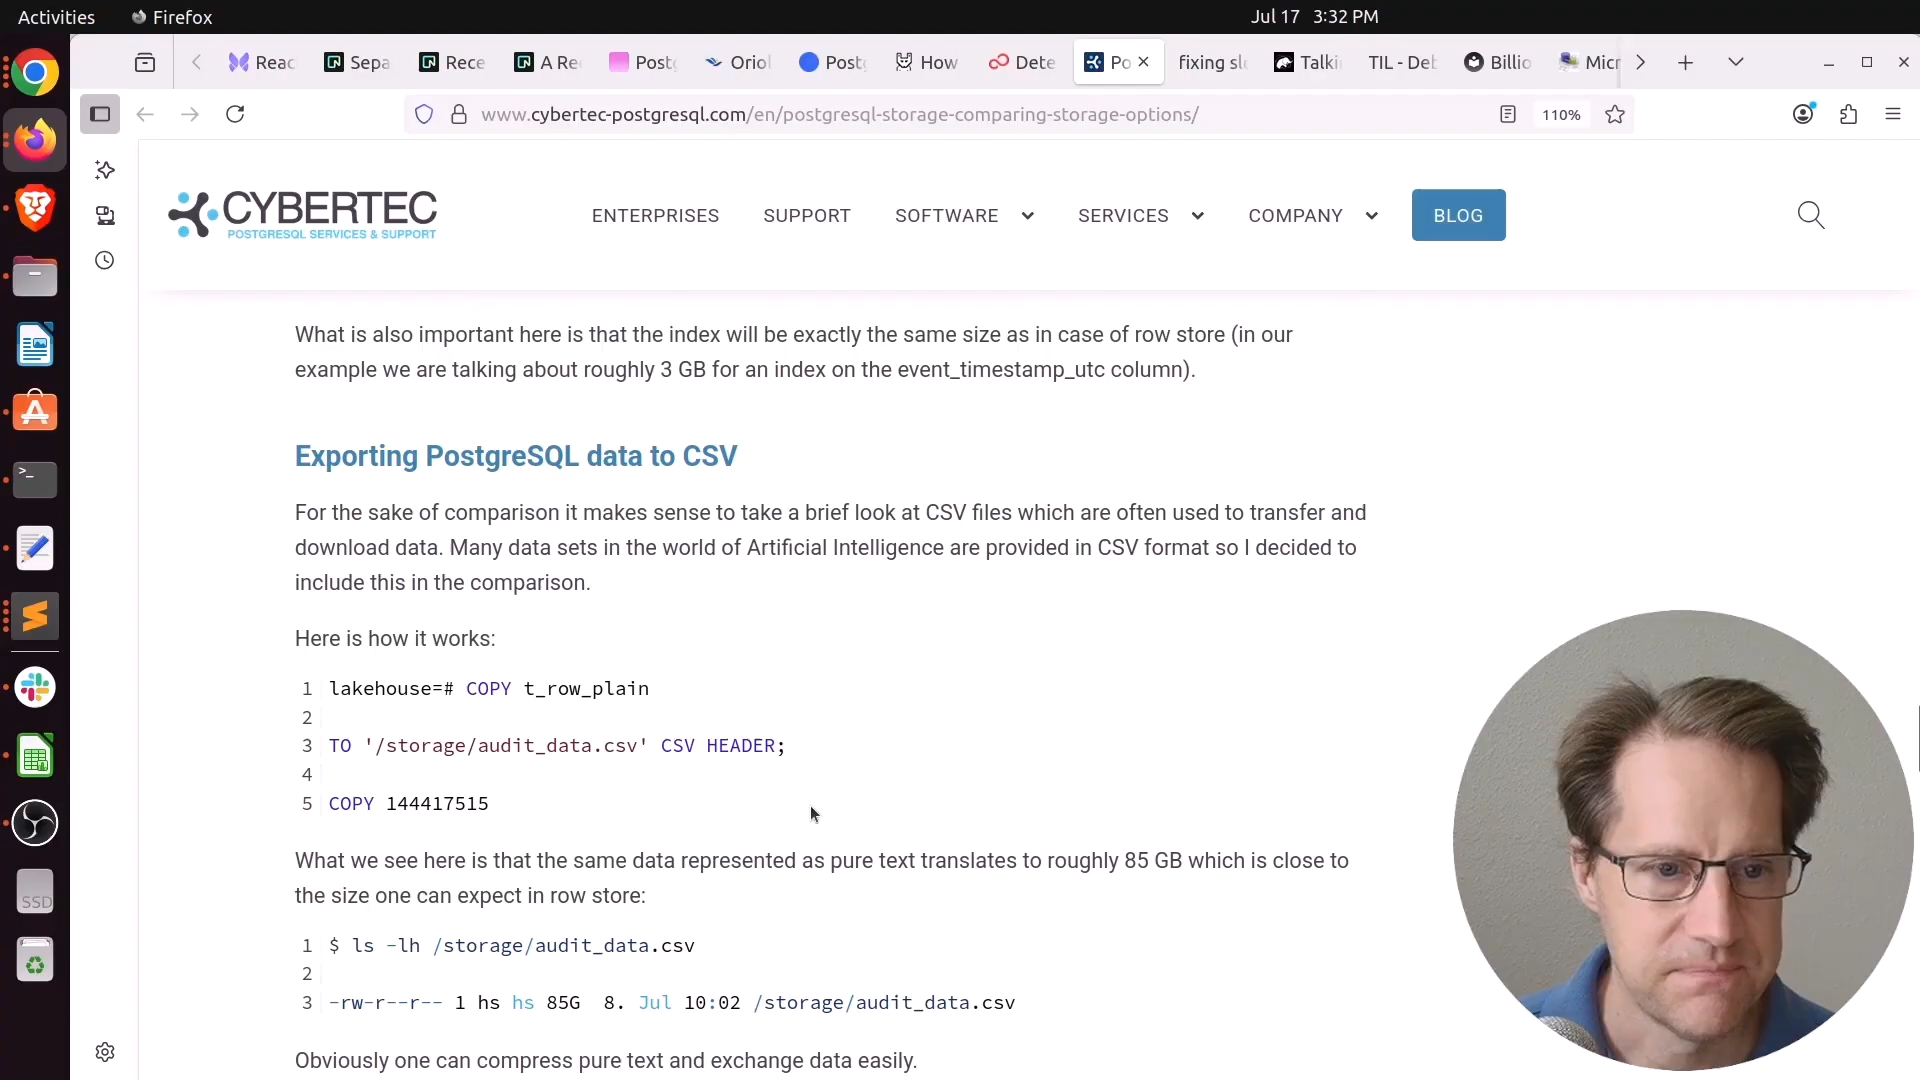 Activities
Firefox
Jul 17 3:32 PM
Reac
Sepa
Rece
A Re
Postg
Oriol
Postg
How
Dete
Po
fixing slo
Talki
TIL - Deb
Billio
Micr
www.cybertec-postgresql.com/en/postgresql-storage-comparing-storage-options/
110%
CYBERTEC
POSTGRESQL SERVICES & SUPPORT
ENTERPRISES
SUPPORT
SOFTWARE
SERVICES
COMPANY
BLOG
What is also important here is that the index will be exactly the same size as in case of row store (in our
example we are talking about roughly 3 GB for an index on the event_timestamp_utc column).
Exporting PostgreSQL data to CSV
For the sake of comparison it makes sense to take a brief look at CSV files which are often used to transfer and
download data. Many data sets in the world of Artificial Intelligence are provided in CSV format so I decided to
include this in the comparison.
Here is how it works:
1 lakehouse=# COPY t_row_plain
2
3 TO '/storage/audit_data.csv' CSV HEADER;
4
5 COPY 144417515
What we see here is that the same data represented as pure text translates to roughly 85 GB which is close to
the size one can expect in row store:
1 $ ls -lh /storage/audit_data.csv
2
3 -rw-r--r-- 1 hs hs 85G  8. Jul 10:02 /storage/audit_data.csv
Obviously one can compress pure text and exchange data easily.
SSD